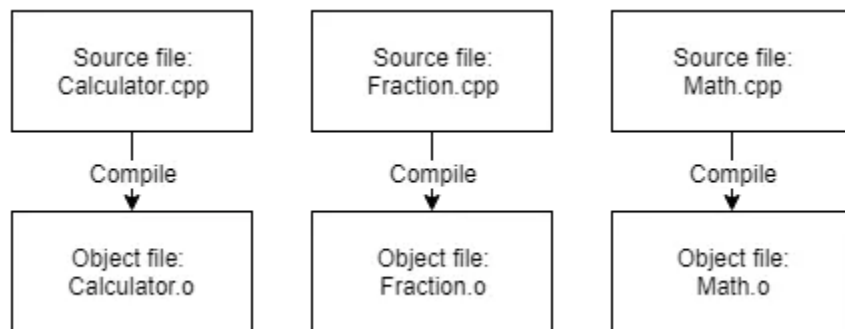 Source file:
Calculator.cpp
Source file:
Fraction.cpp
Source file:
Math.cpp
Compile
Compile
Compile
Object file:
Calculator.o
Object file:
Fraction.o
Object file:
Math.o